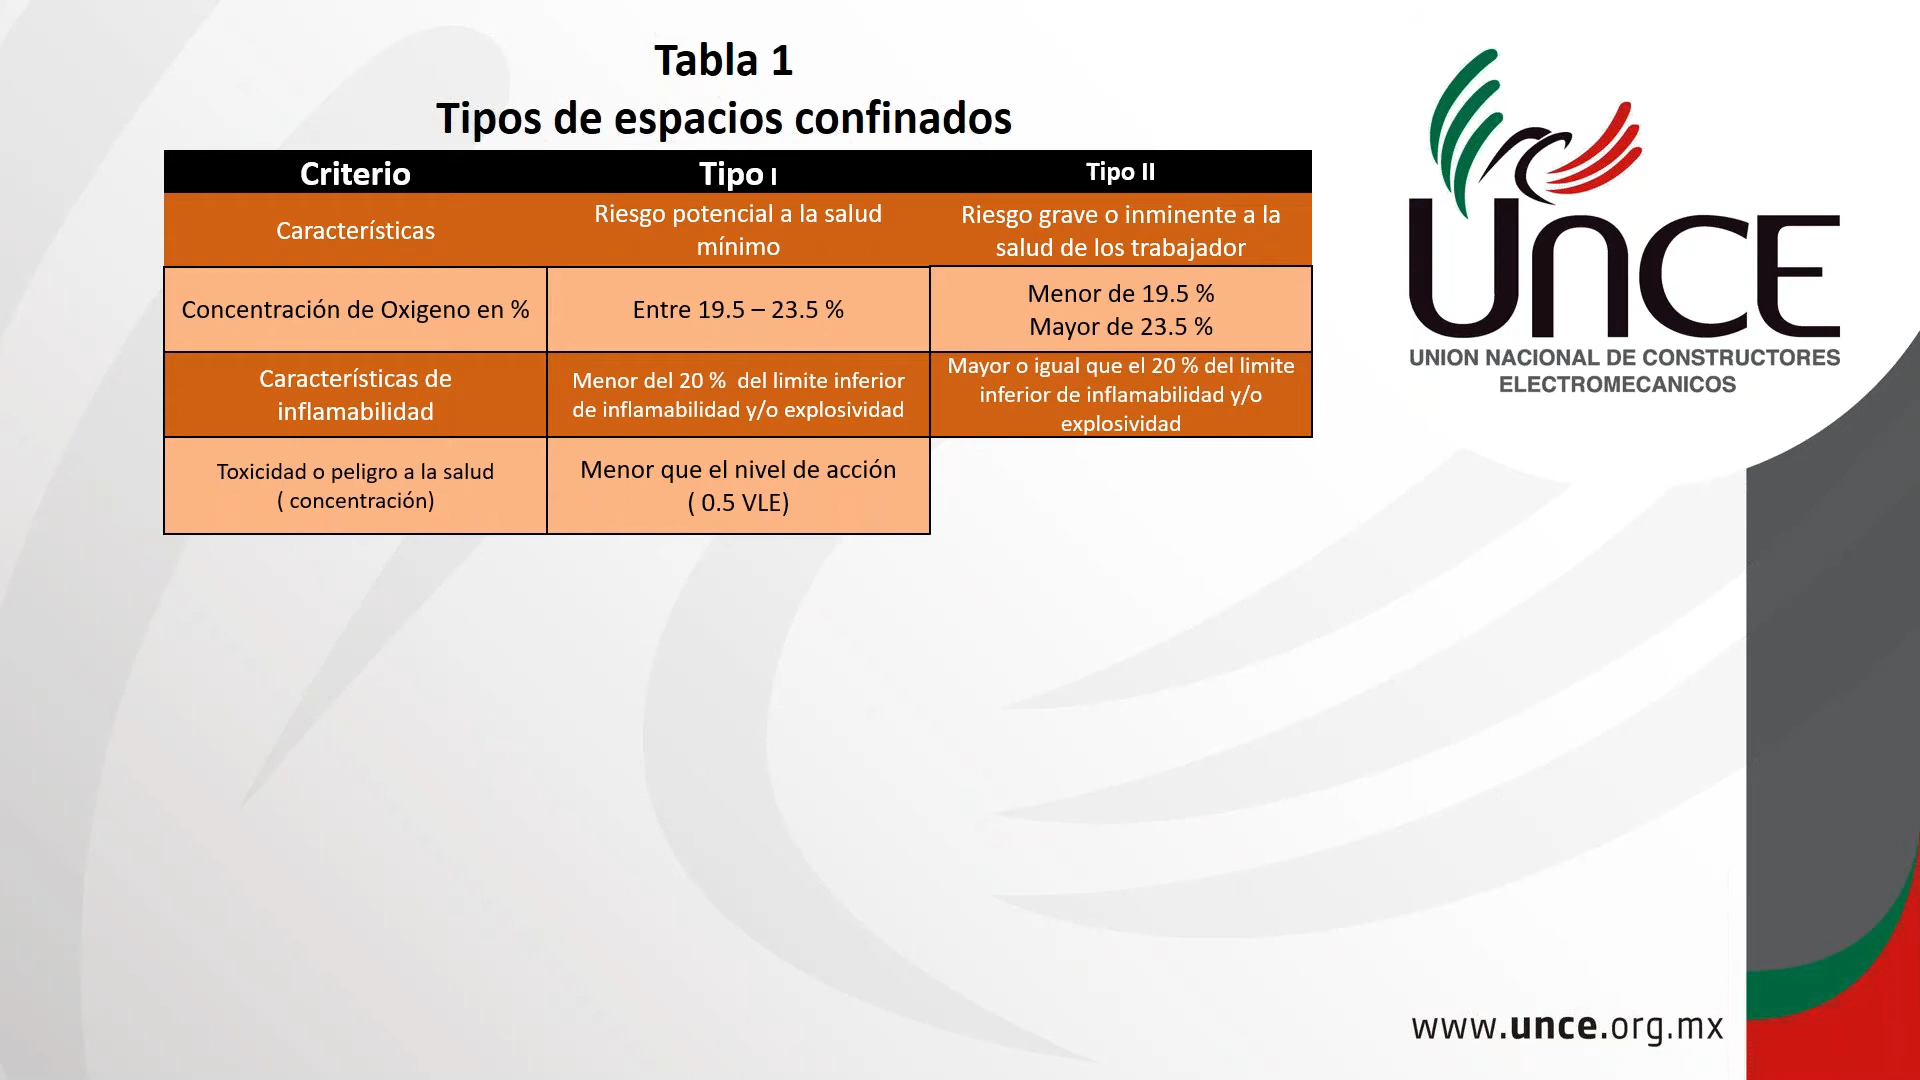 Tabla 1
Tipos de espacios confinados
Criterio
Tipo I
Tipo II
Características
Riesgo potencial a la salud
mínimo
Riesgo grave o inminente a la
salud de los trabajador
Concentración de Oxigeno en %
Entre 19.5 – 23.5 %
Menor de 19.5 %
Mayor de 23.5 %
Características de
inflamabilidad
Menor del 20 % del limite inferior
de inflamabilidad y/o explosividad
Mayor o igual que el 20 % del limite
inferior de inflamabilidad y/o
explosividad
Toxicidad o peligro a la salud
( concentración)
Menor que el nivel de acción
( 0.5 VLE)
UNCE
UNION NACIONAL DE CONSTRUCTORES
ELECTROMECANICOS
www.unce.org.mx